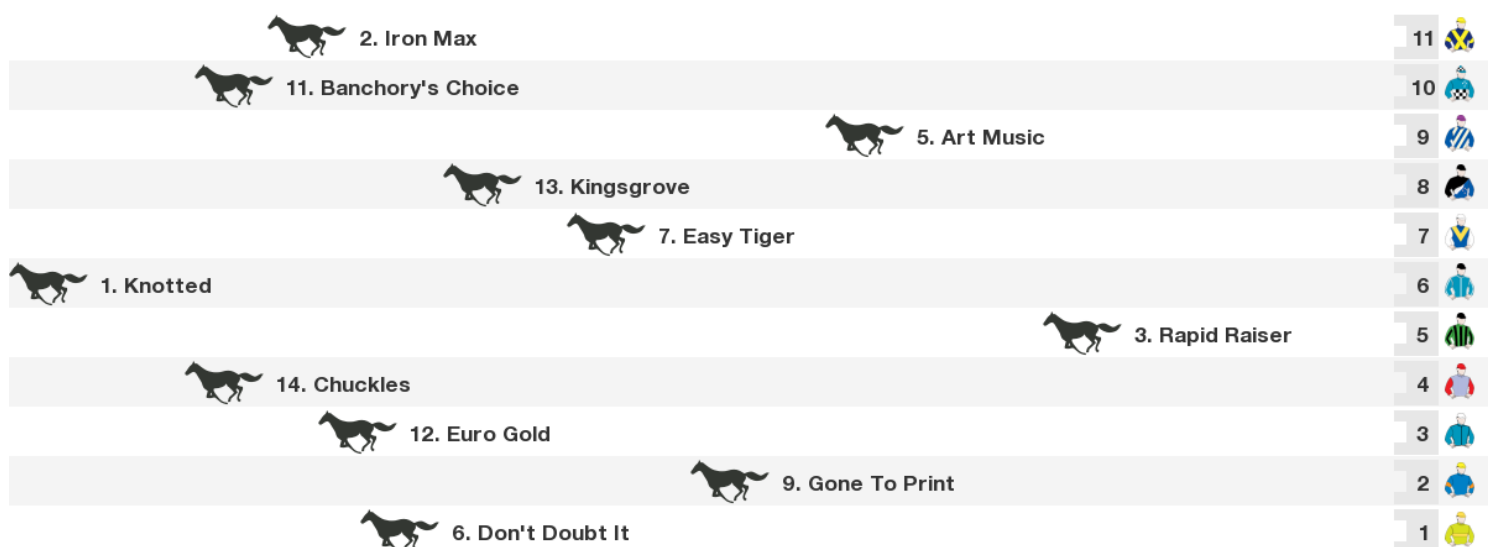 2. Iron Max 11
11. Banchory's Choice 10
5. Art Music 9
13. Kingsgrove 8
7. Easy Tiger 7
1. Knotted 6
3. Rapid Raiser 5
14. Chuckles 4
12. Euro Gold 3
9. Gone To Print 2
6. Don't Doubt It 1